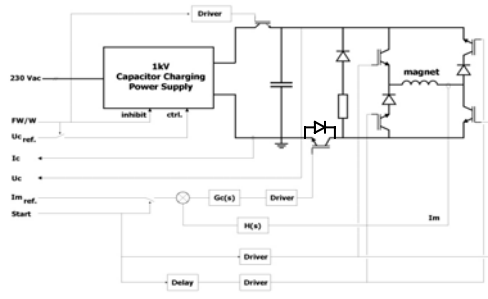 Driver
1kV
Capacitor Charging
Power Supply
230 Vac
magnet
inhibit ctrl.
FW/W
Uc ref.
Ic
Uc
Im ref.
Gc(s)
Driver
Start
Im
H(s)
Driver
Delay
Driver